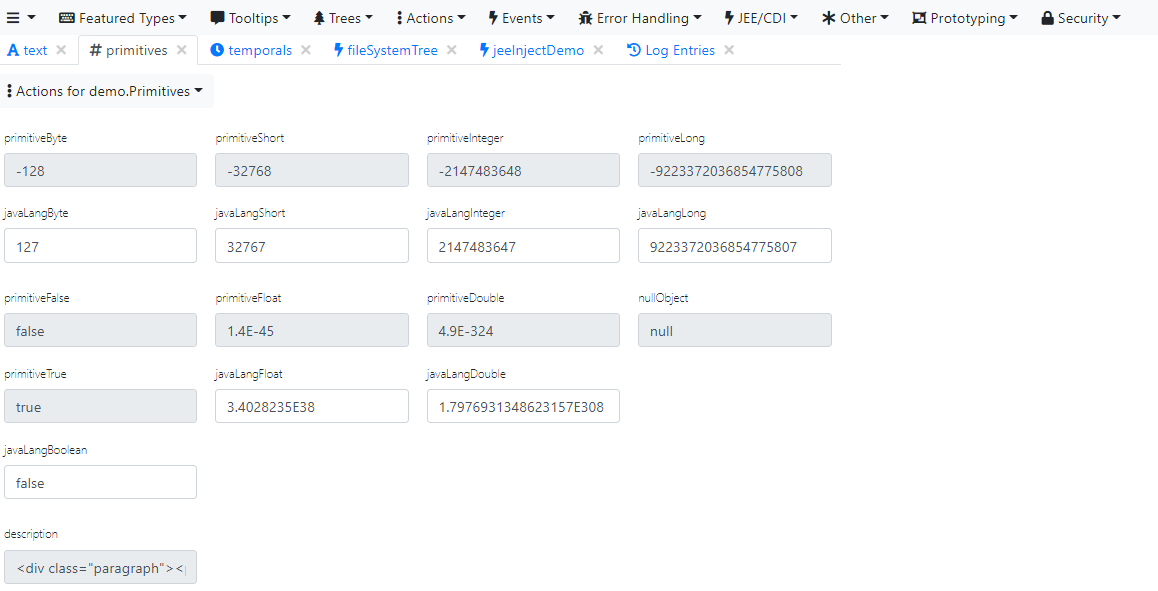 Featured Types Tooltips Trees Actions Events Error Handling JEE/CDI Other Prototyping Security
text primitives temporals fileSystemTree jeeInjectDemo Log Entries
Actions for demo.Primitives
primitiveByte primitiveShort primitiveInteger primitiveLong
-128 -32768 -2147483648 -9223372036854775808
javaLangByte javaLangShort javaLangInteger javaLangLong
127 32767 2147483647 9223372036854775807
primitiveFalse primitiveFloat primitiveDouble nullObject
false 1.4E-45 4.9E-324 null
primitiveTrue javaLangFloat javaLangDouble
true 3.4028235E38 1.7976931348623157E308
javaLangBoolean
false
description
<div class="paragraph"><